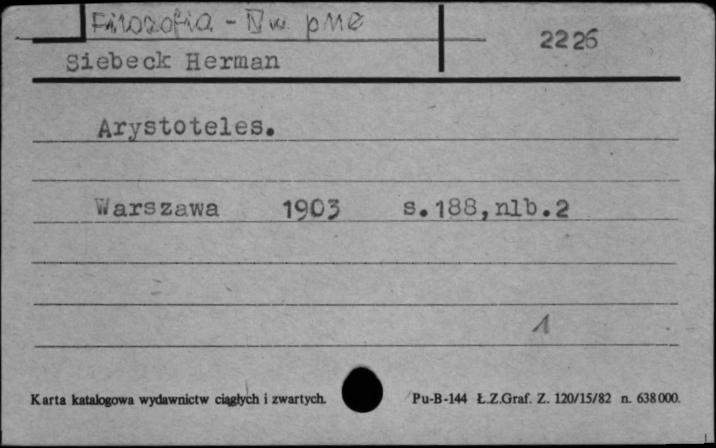 Filozofia - IV w. pne
2226
Siebeck Herman
Arystoteles.
Warszawa 1903 s.188,nlb.2
1
Karta katalogowa wydawnictw ciągłych i zwartych. Pu-B-144 Ł.Z.Graf. Z. 120/15/82 n. 638000.